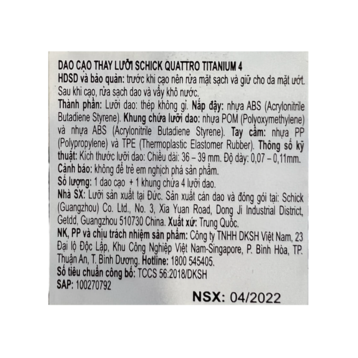 DAO CẠO THAY LƯỠI SCHICK QUATTRO TITANIUM 4
HDSD và bảo quản: trước khi cạo nên rửa mặt sạch và giữ cho da mặt ướt.
Sau khi cạo, rửa sạch dao và vẩy khô nước.
Thành phần: Lưỡi dao: thép không gỉ. Nắp đậy: nhựa ABS (Acrylonitrile
Butadiene Styrene). Khung chứa lưỡi dao: nhựa POM (Polyoxymethylene)
và nhựa ABS (Acrylonitrile Butadiene Styrene). Tay cầm: nhựa PP
(Polypropylene) và TPE (Thermoplastic Elastomer Rubber). Thông số kỹ
thuật: Kích thước lưỡi dao: Chiều dài: 36 – 39 mm. Độ dày: 0,07 – 0,11mm.
Cảnh báo: không để trẻ em nghịch phá sản phẩm.
Số lượng: 1 dao cạo + 1 khung chứa 4 lưỡi dao.
Nhà SX: Lưỡi sản xuất tại Đức. Sản xuất cán dao và đóng gói tại: Schick
(Guangzhou) Co. Ltd, No. 3, Xia Yuan Road, Dong Ji Industrial District,
Getdd, Guangzhou 510730 China. Xuất xứ: Trung Quốc.
NK, PP và chịu trách nhiệm sản phẩm: Công ty TNHH DKSH Việt Nam, 23
Đại lộ Độc Lập, Khu Công Nghiệp Việt Nam-Singapore, P. Bình Hòa, TP.
Thuận An, T. Bình Dương. Hotline: 1800 545405.
Số tiêu chuẩn công bố: TCCS 56:2018/DKSH
SAP: 100270792
NSX: 04/2022